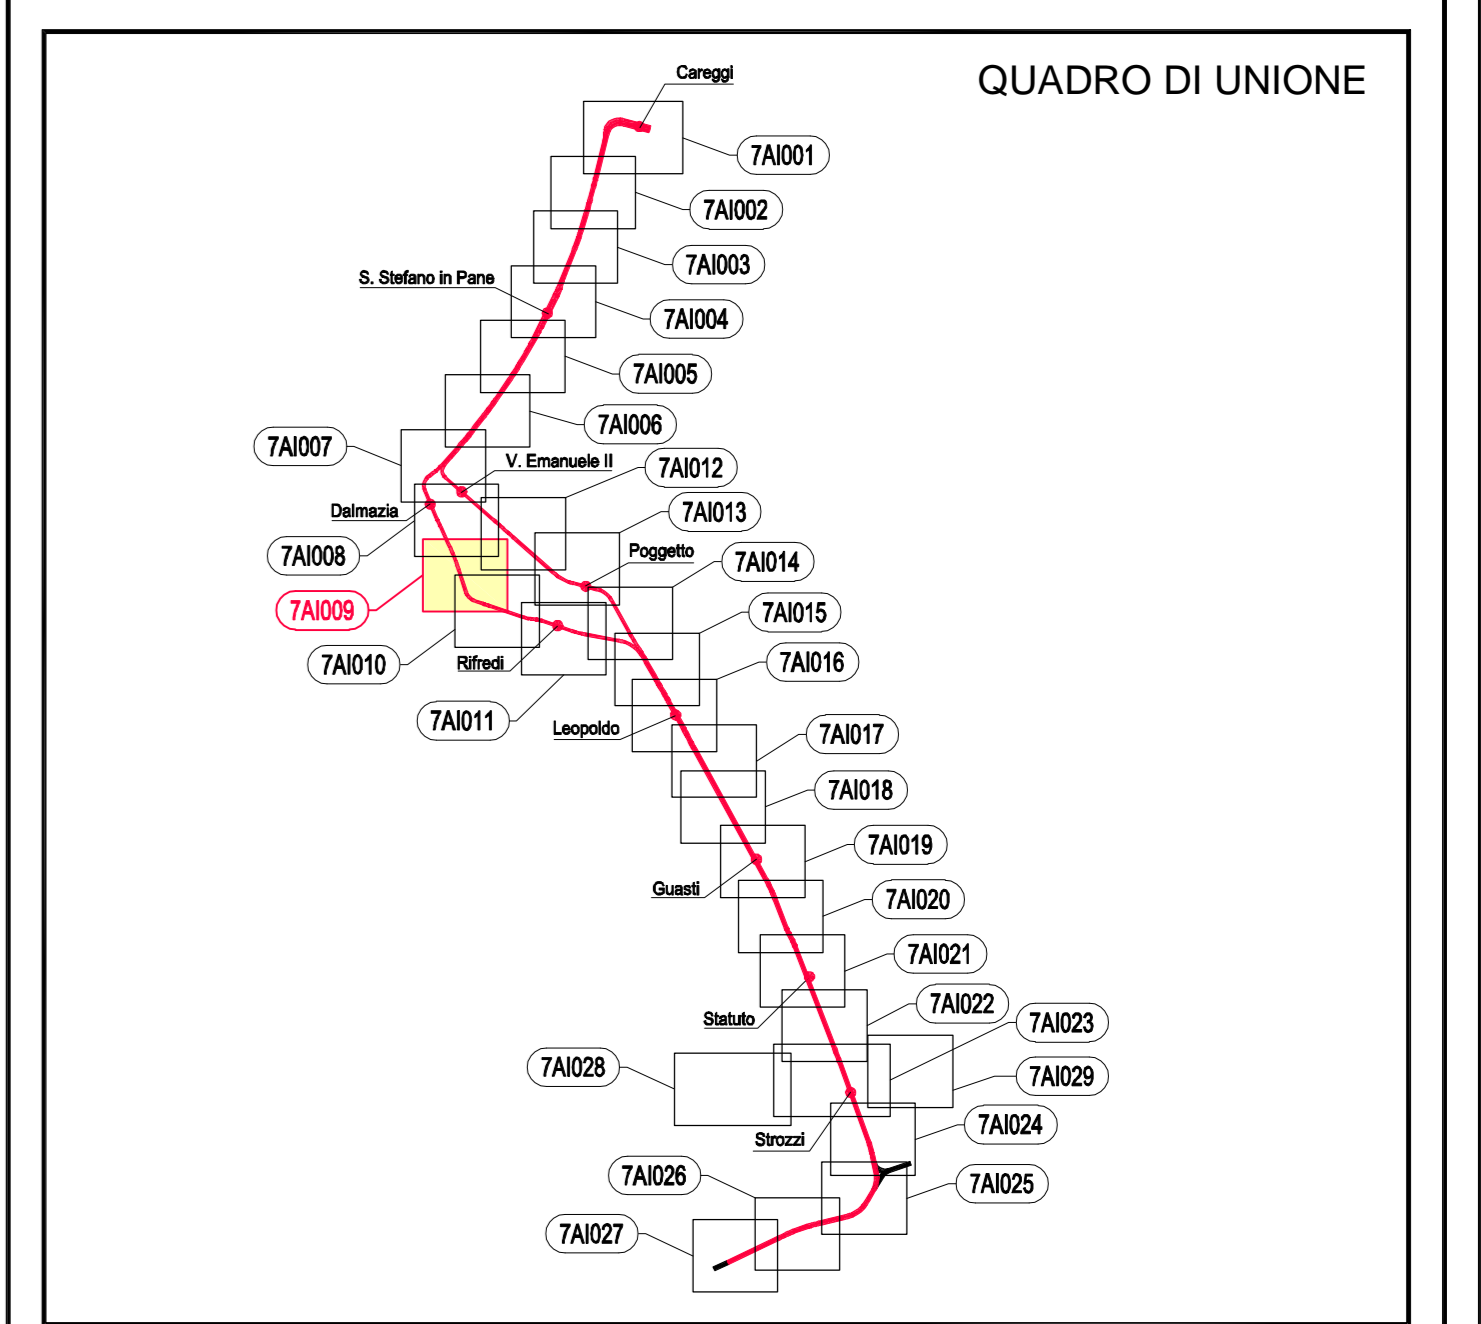 QUADRO DI UNIONE
Careggi
7AI001
7AI002
7AI003
S. Stefano in Pane
7AI004
7AI005
7AI006
7AI007
V. Emanuele II
7AI012
Dalmazia
7AI013
7AI008
Poggetto
7AI014
7AI009
7AI015
7AI010
Rifredi
7AI016
7AI011
Leopoldo
7AI017
7AI018
7AI019
Guasti
7AI020
7AI021
Statuto
7AI022
7AI023
7AI028
7AI029
7AI024
Strozzi
7AI026
7AI025
7AI027